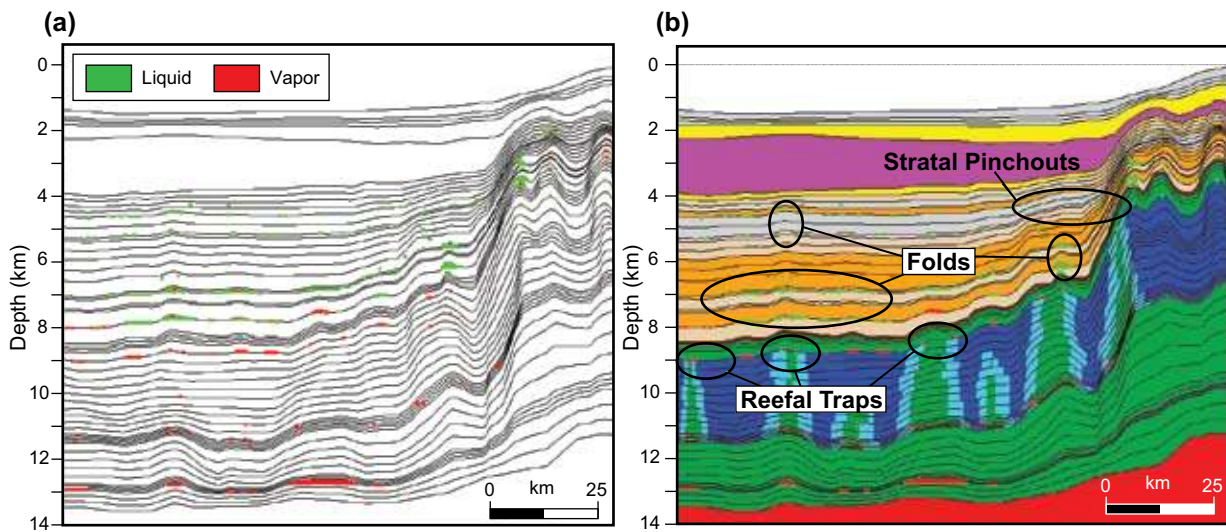 (a)
(b)
Liquid
Vapor
0
2
4
6
8
10
12
14
Depth (km)
0 km 25
0
2
4
6
8
10
12
14
Depth (km)
Stratal Pinchouts
Folds
Reefal Traps
0 km 25